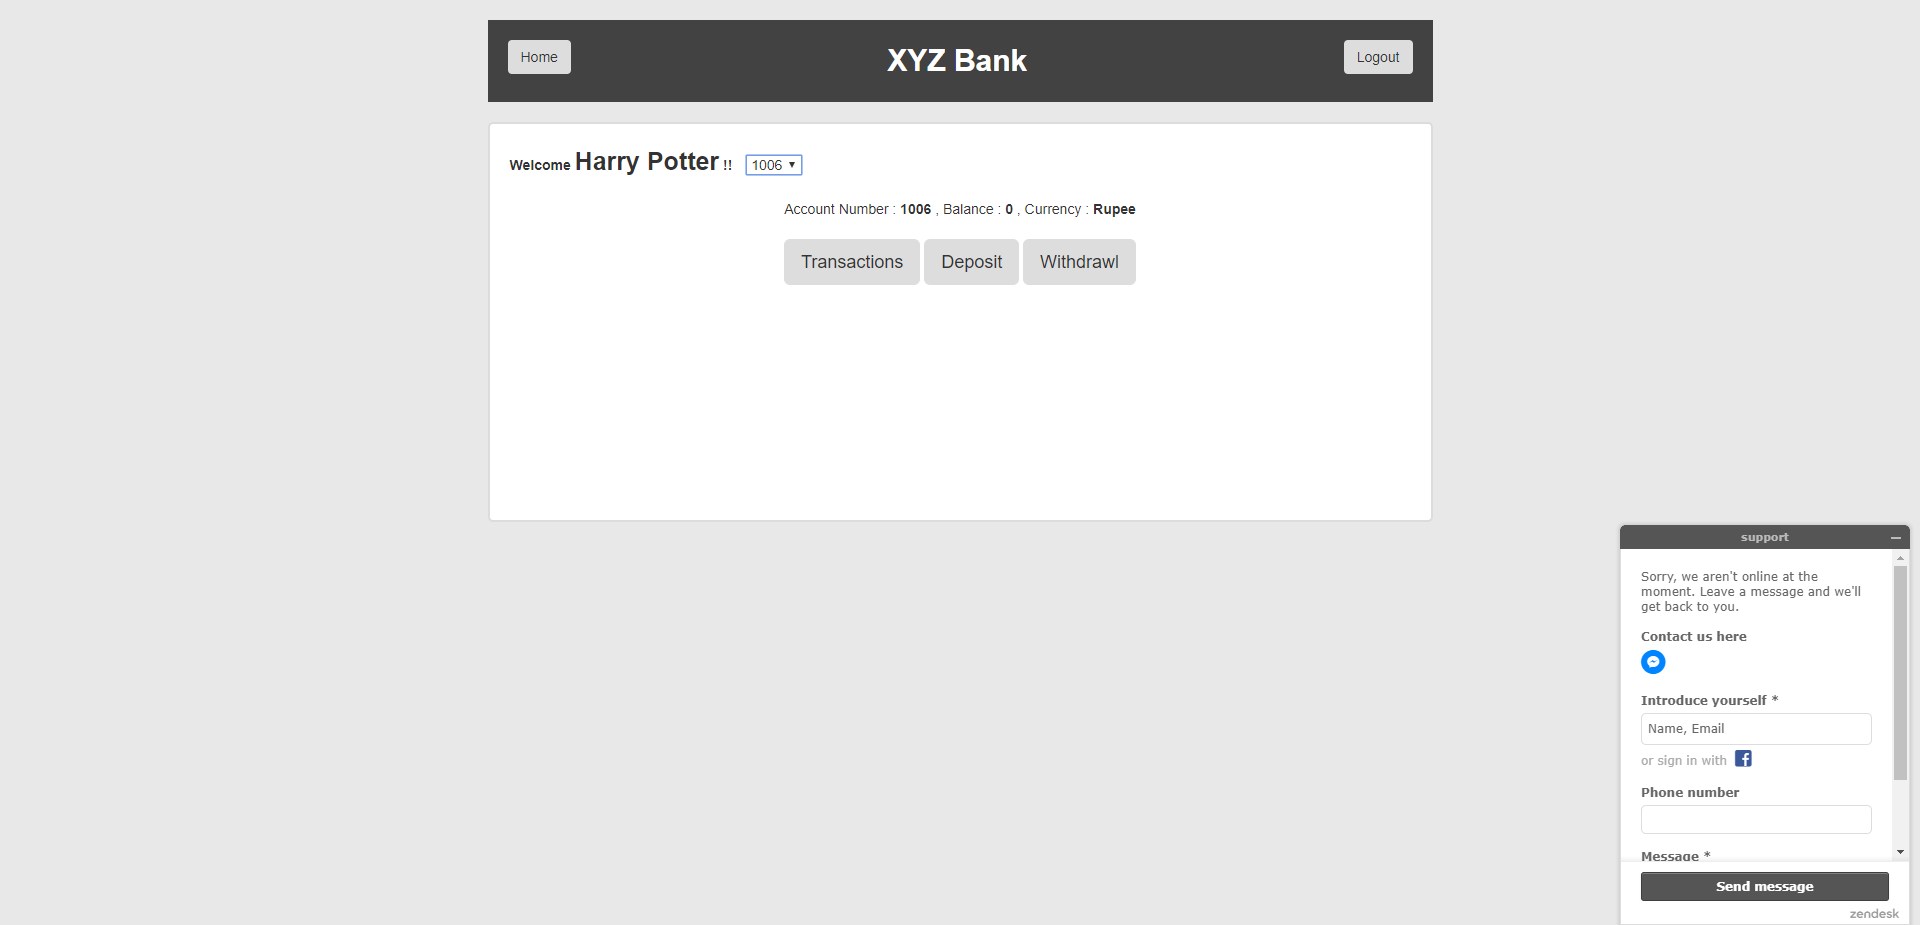 Home
XYZ Bank
Logout
Welcome Harry Potter !! 1006
Account Number : 1006 , Balance : 0 , Currency : Rupee
Transactions
Deposit
Withdrawl
support
Sorry, we aren't online at the
moment. Leave a message and we'll
get back to you.
Contact us here
Introduce yourself *
Name, Email
or sign in with
Phone number
Message *
Send message
zendesk